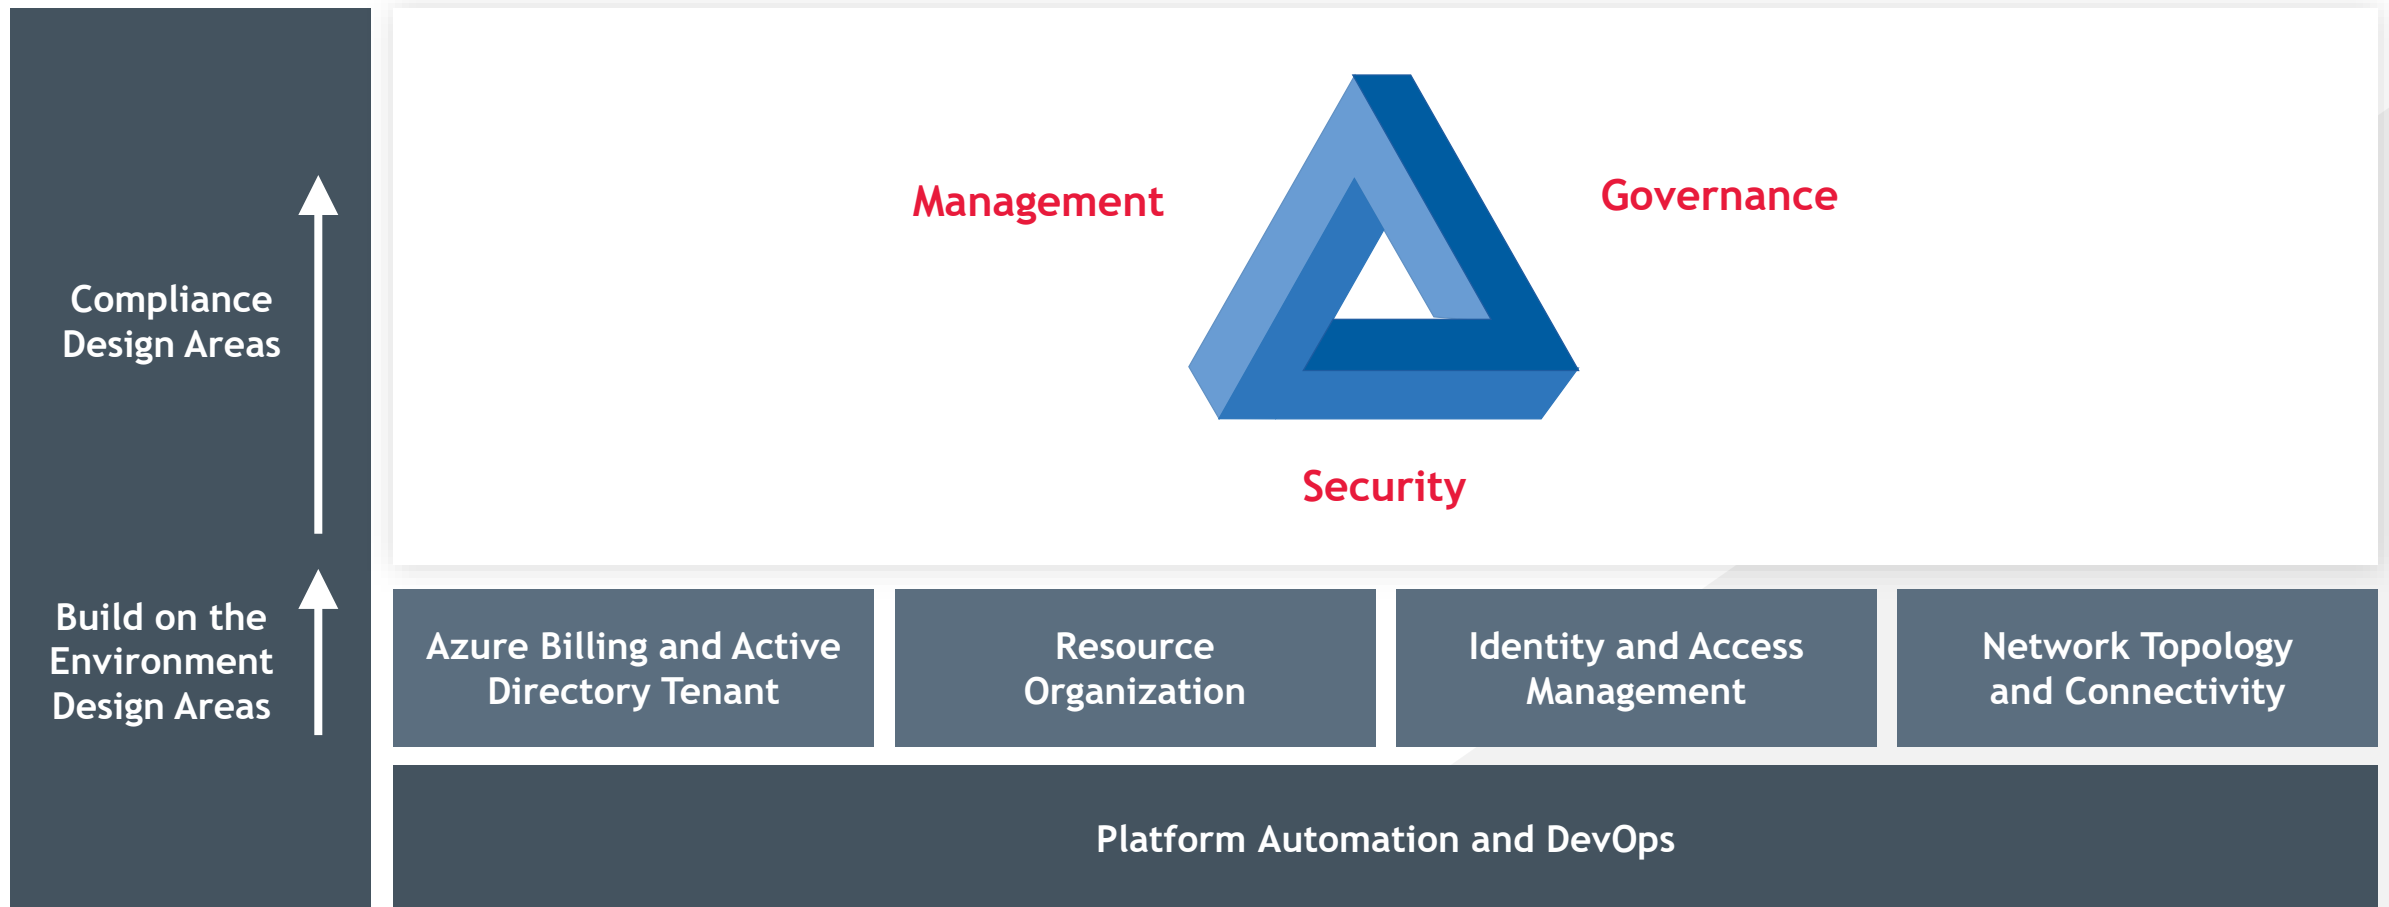 Management
Governance
Security
Compliance
Design Areas
Build on the
Environment
Design Areas
Azure Billing and Active
Directory Tenant
Resource
Organization
Identity and Access
Management
Network Topology
and Connectivity
Platform Automation and DevOps